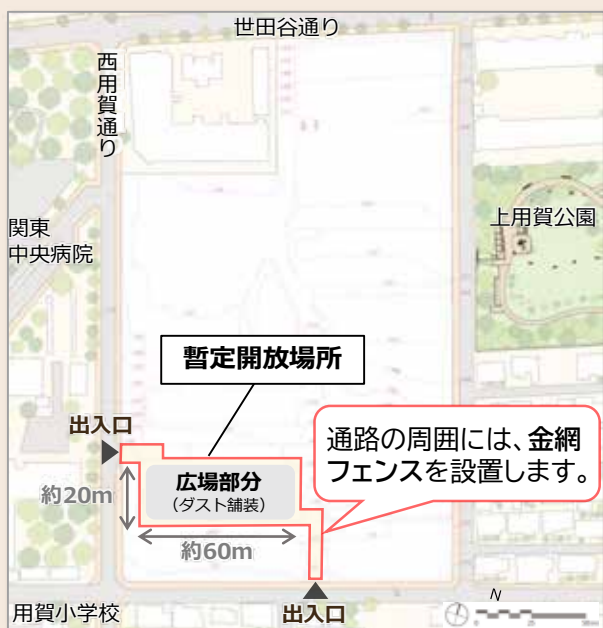 世田谷通り
西用賀通り
関東
中央病院
上用賀公園
暫定開放場所
出入口
通路の周囲には、金網
フェンスを設置します。
広場部分
(ダスト舗装)
約20m
約60m
用賀小学校
出入口
N